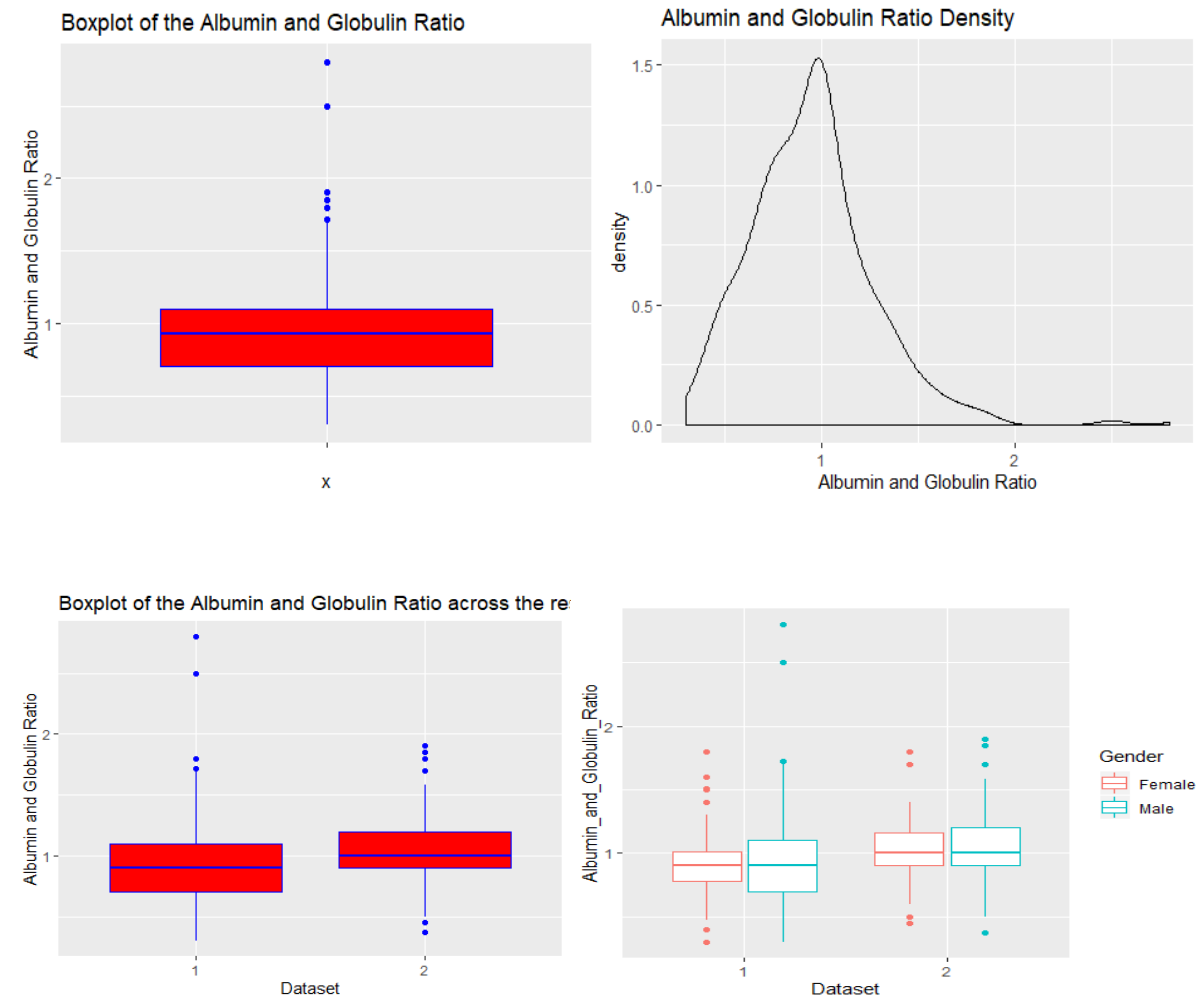 Boxplot of the Albumin and Globulin Ratio
Albumin and Globulin Ratio
2
1
x
Albumin and Globulin Ratio Density
density
1.5
1.0
0.5
0.0
1 2
Albumin and Globulin Ratio
Boxplot of the Albumin and Globulin Ratio across the re
Albumin and Globulin Ratio
2
1
1 2
Dataset
Albumin_and_Globulin_Ratio
2
1
1 2
Dataset
Gender
Female
Male